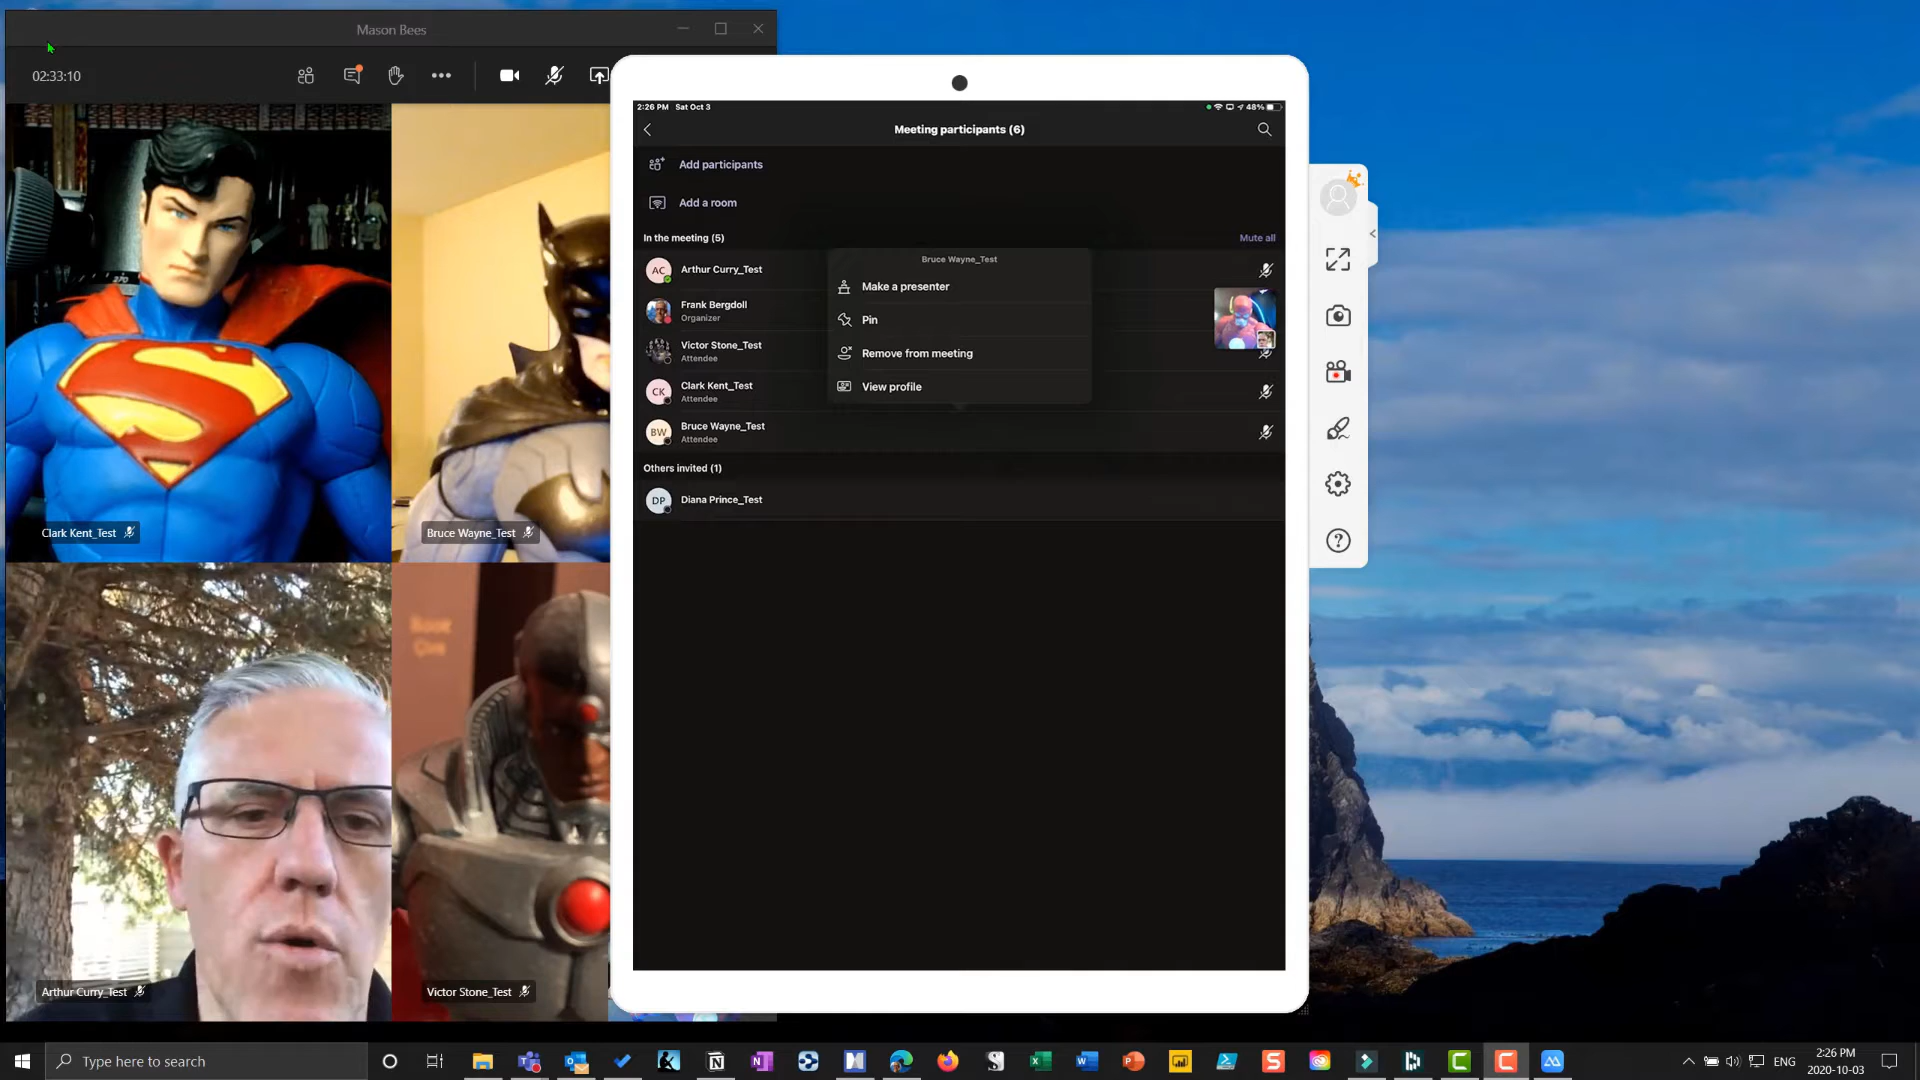 Mason Bees
02:33:10
Clark Kent_Test
Bruce Wayne_Test
Arthur Curry_Test
Victor Stone_Test
2:26 PM Sat Oct 3
48%
Meeting participants (6)
Add participants
Add a room
In the meeting (5)
Mute all
AC
Arthur Curry_Test
Frank Bergdoll
Organizer
Victor Stone_Test
Attendee
CK
Clark Kent_Test
Attendee
BW
Bruce Wayne_Test
Attendee
Bruce Wayne_Test
Make a presenter
Pin
Remove from meeting
View profile
Others invited (1)
DP
Diana Prince_Test
Type here to search
ENG
2:26 PM
2020-10-03